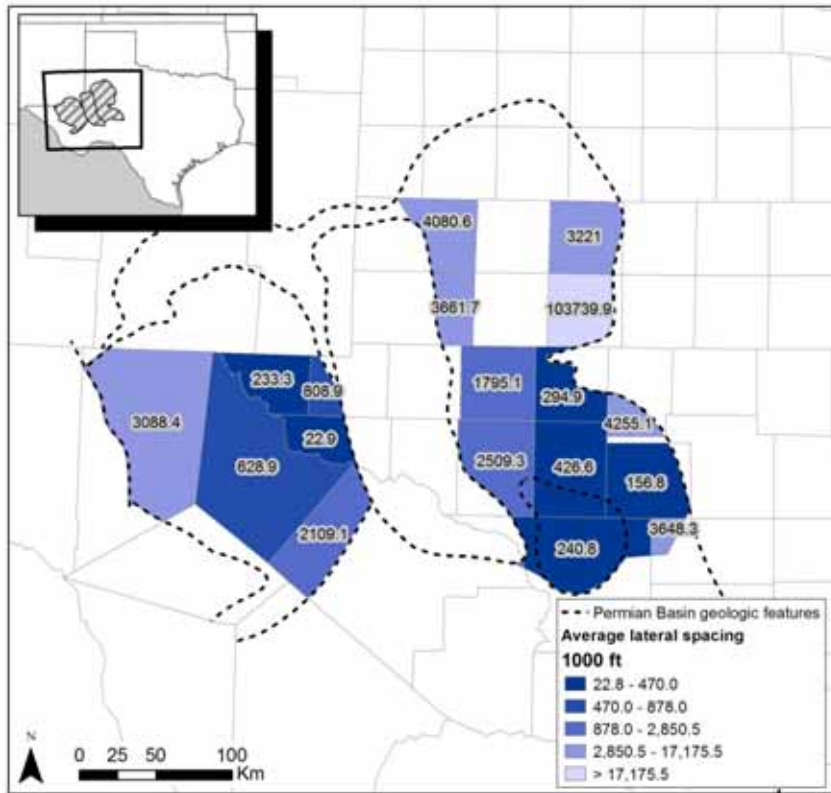 4080.6
3221
3661.7
103739.9
233.3
608.9
1795.1
294.9
3088.4
22.9
4255.1
628.9
2509.3
426.6
156.8
2109.1
240.8
3648.3
Permian Basin geologic features
Average lateral spacing
1000 ft
22.8 - 470.0
470.0 - 878.0
878.0 - 2,850.5
2,850.5 - 17,175.5
> 17,175.5
N
0 25 50 100
Km